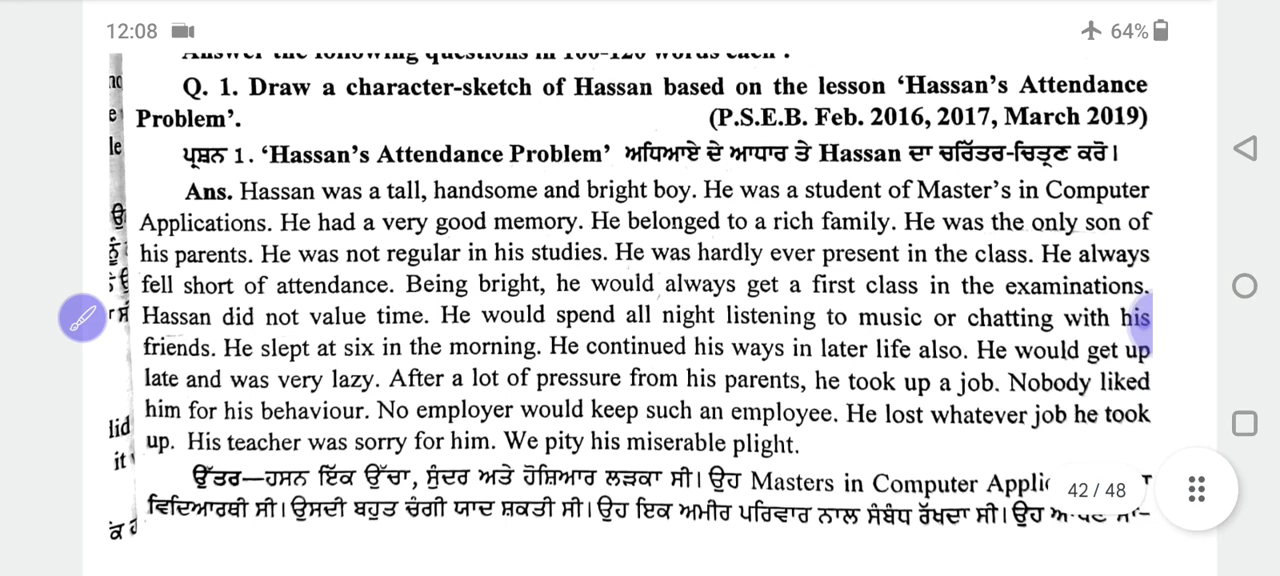 12:08
64%
Answer the following questions in 100-120 words each :
Q. 1. Draw a character-sketch of Hassan based on the lesson ‘Hassan’s Attendance
Problem’. (P.S.E.B. Feb. 2016, 2017, March 2019)
ਪ੍ਰਸ਼ਨ 1. ‘Hassan’s Attendance Problem’ ਅਧਿਆਏ ਦੇ ਆਧਾਰ ਤੇ Hassan ਦਾ ਚਰਿੱਤਰ-ਚਿਤ੍ਰਣ ਕਰੋ।
Ans. Hassan was a tall, handsome and bright boy. He was a student of Master’s in Computer
Applications. He had a very good memory. He belonged to a rich family. He was the only son of
his parents. He was not regular in his studies. He was hardly ever present in the class. He always
fell short of attendance. Being bright, he would always get a first class in the examinations.
Hassan did not value time. He would spend all night listening to music or chatting with his
friends. He slept at six in the morning. He continued his ways in later life also. He would get up
late and was very lazy. After a lot of pressure from his parents, he took up a job. Nobody liked
him for his behaviour. No employer would keep such an employee. He lost whatever job he took
up. His teacher was sorry for him. We pity his miserable plight.
ਉੱਤਰ—ਹਸਨ ਇੱਕ ਉੱਚਾ, ਸੁੰਦਰ ਅਤੇ ਹੋਸ਼ਿਆਰ ਲੜਕਾ ਸੀ। ਉਹ Masters in Computer
42 / 48
ਵਿਦਿਆਰਥੀ ਸੀ। ਉਸਦੀ ਬਹੁਤ ਚੰਗੀ ਯਾਦ ਸ਼ਕਤੀ ਸੀ। ਉਹ ਇਕ ਅਮੀਰ ਪਰਿਵਾਰ ਨਾਲ ਸੰਬੰਧ ਰੱਖਦਾ ਸੀ। ਉਹ